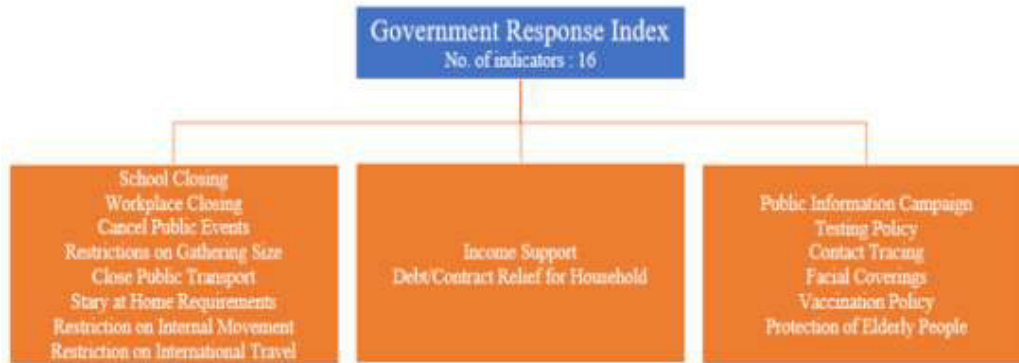 Government Response Index
No. of indicators : 16
School Closing
Workplace Closing
Cancel Public Events
Restrictions on Gathering Size
Close Public Transport
Stary at Home Requirements
Restriction on Internal Movement
Restriction on International Travel
Income Support
Debt/Contract Relief for Household
Public Information Campaign
Testing Policy
Contact Tracing
Facial Coverings
Vaccination Policy
Protection of Elderly People